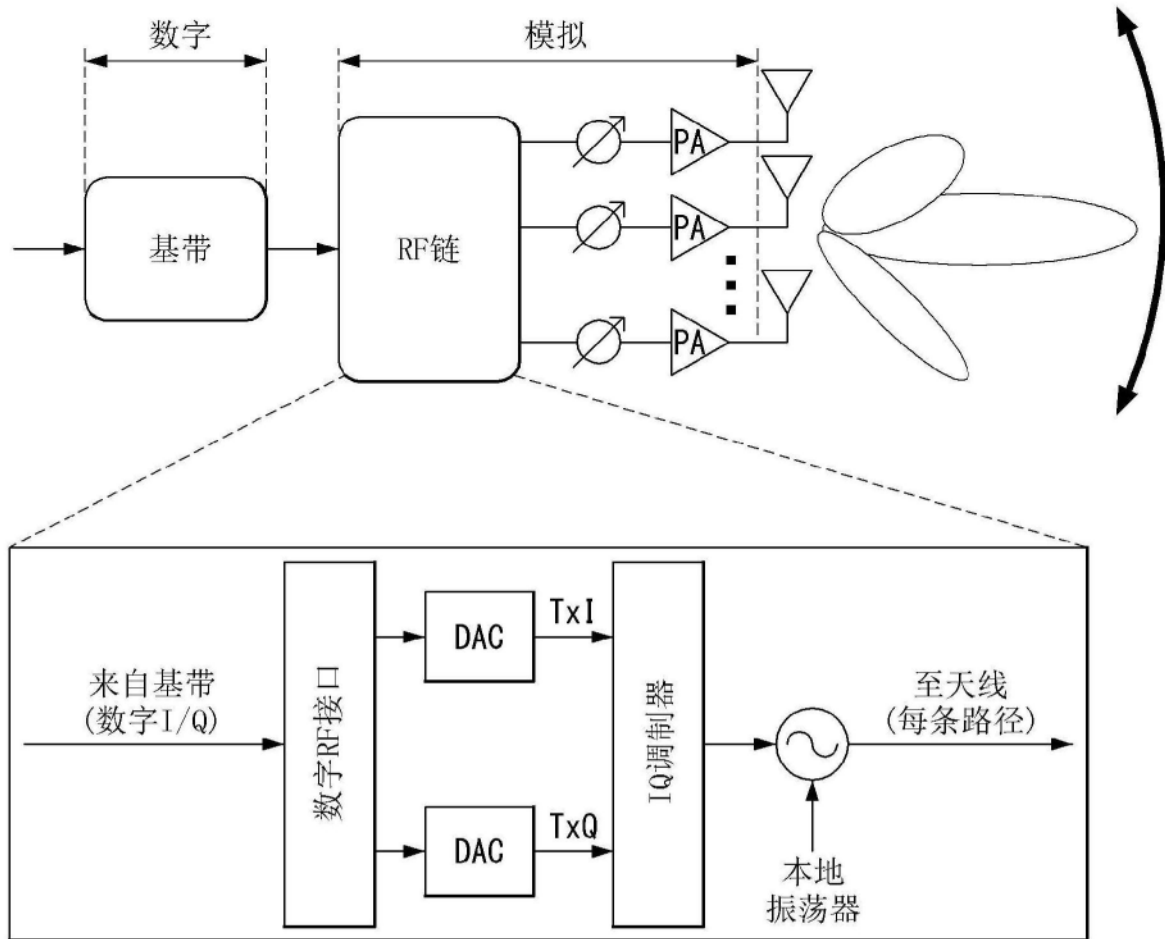 数字
模拟
基带
RF链
PA
PA
PA
来自基带
(数字I/Q)
数字RF接口
DAC
TxI
DAC
TxQ
IQ调制器
至天线
(每条路径)
本地
振荡器